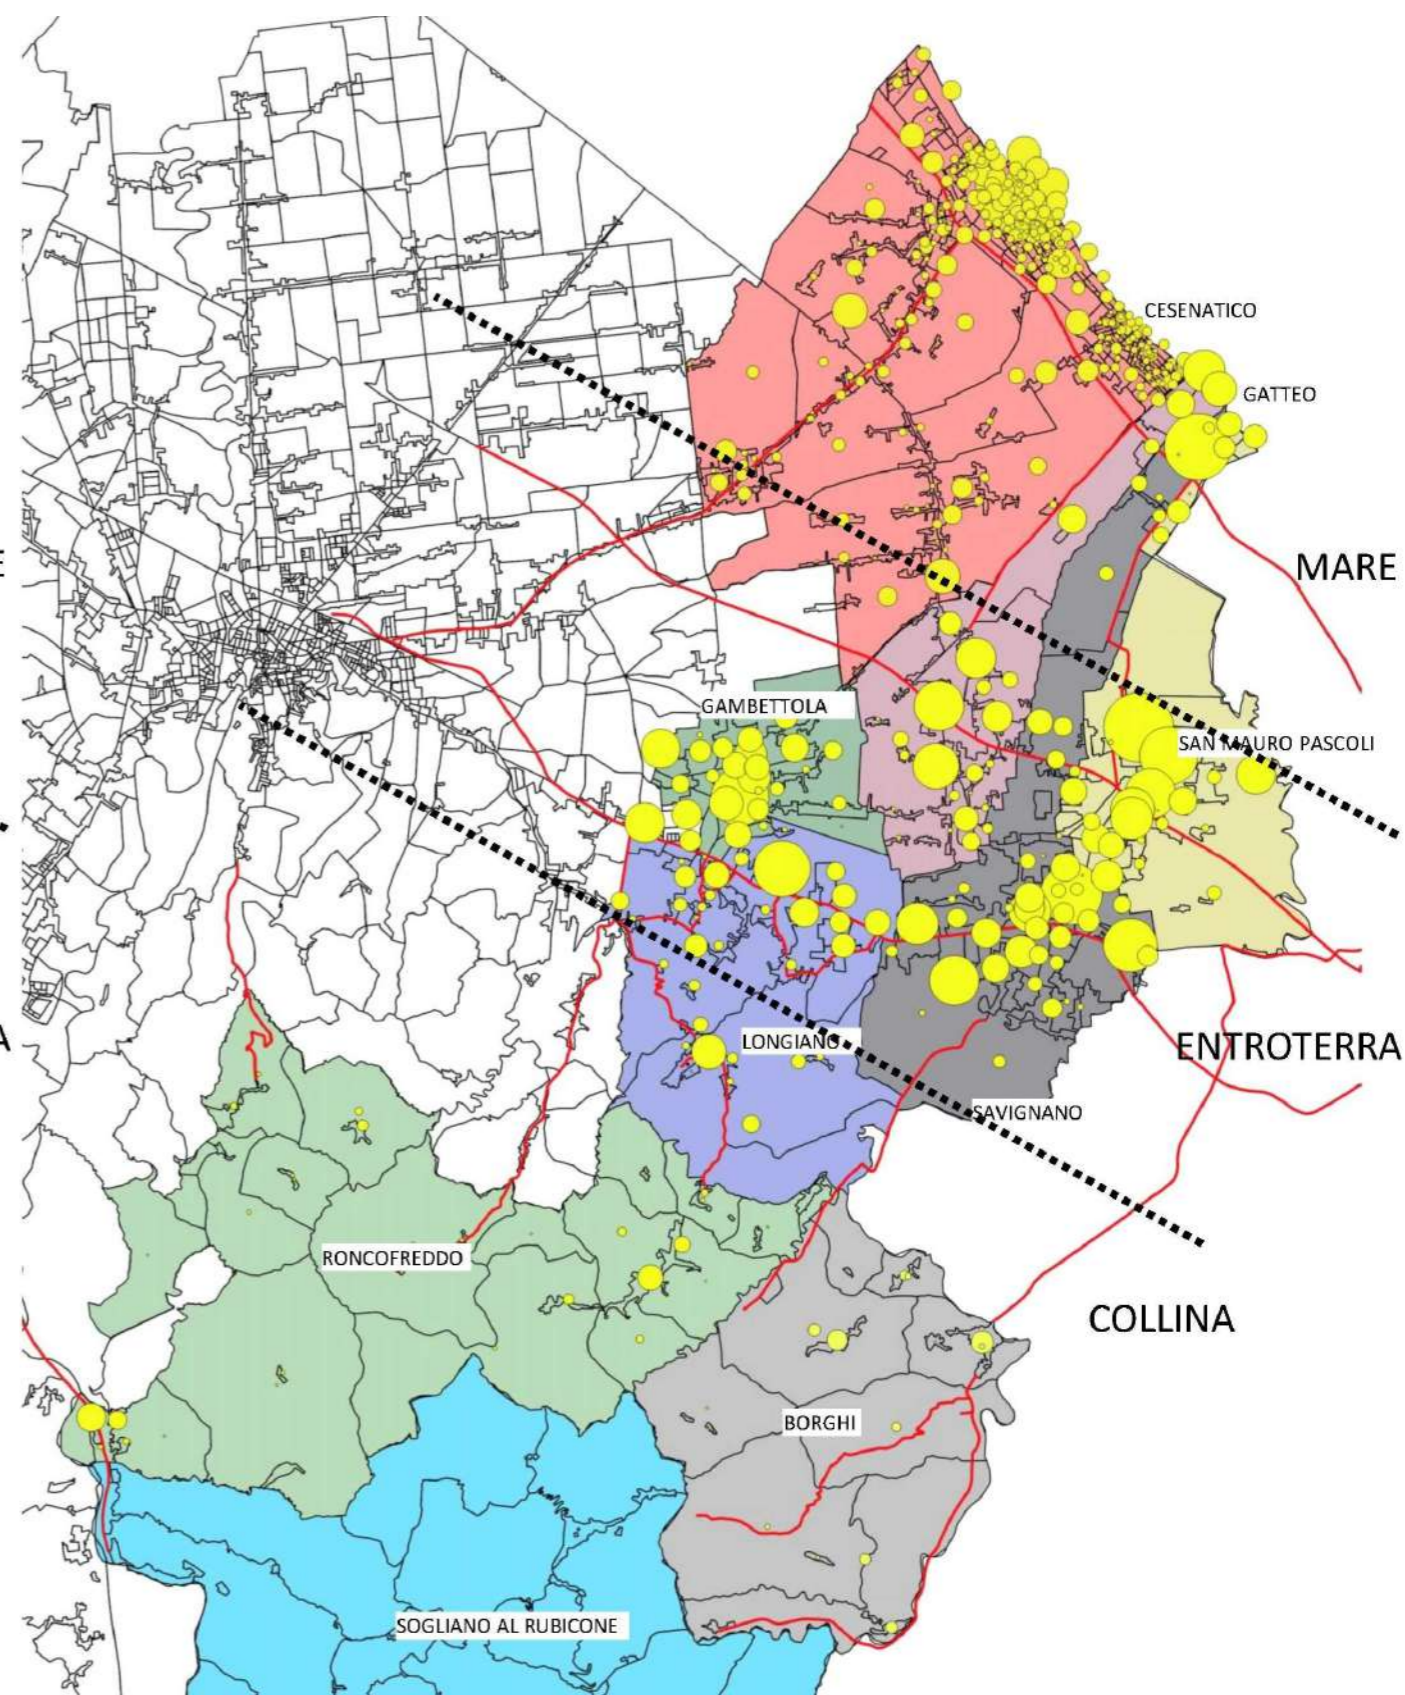 CESENATICO
GATTEO
MARE
GAMBETTOLA
SAN MAURO PASCOLI
LONGIANO
ENTROTERRA
SAVIGNANO
RONCOFREDDO
COLLINA
BORGHI
SOGLIANO AL RUBICONE